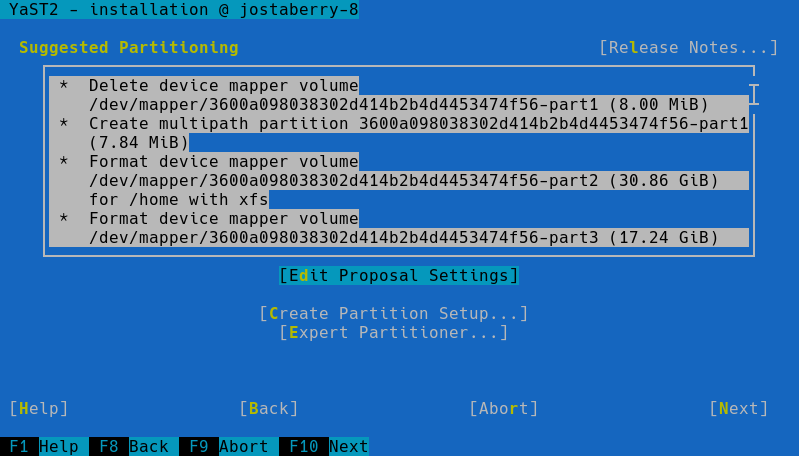 YaST2 - installation @ jostaberry-8
Suggested Partitioning [Release Notes...]
* Delete device mapper volume
/dev/mapper/3600a098038302d414b2b4d4453474f56-part1 (8.00 MiB)
* Create multipath partition 3600a098038302d414b2b4d4453474f56-part1
(7.84 MiB)
* Format device mapper volume
/dev/mapper/3600a098038302d414b2b4d4453474f56-part2 (30.86 GiB)
for /home with xfs
* Format device mapper volume
/dev/mapper/3600a098038302d414b2b4d4453474f56-part3 (17.24 GiB)
[Edit Proposal Settings]
[Create Partition Setup...]
[Expert Partitioner...]
[Help] [Back] [Abort] [Next]
F1 Help F8 Back F9 Abort F10 Next